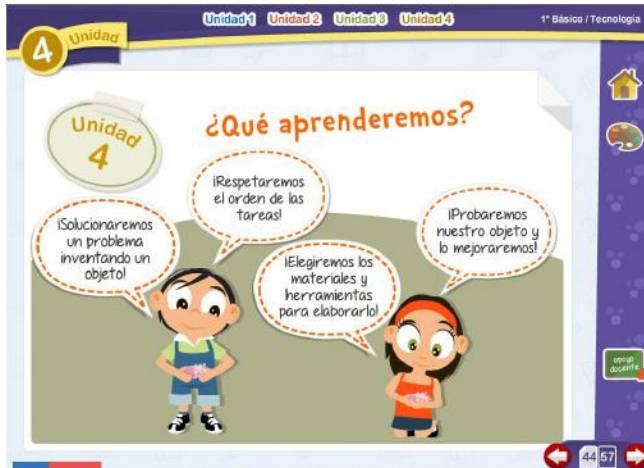 Unidad 1 Unidad 2 Unidad 3 Unidad 4
1° Básico / Tecnología
4 Unidad
Unidad
4
¿Qué aprenderemos?
¡Solucionaremos
un problema
inventando un
objeto!
¡Respetaremos
el orden de las
tareas!
¡Elegiremos los
materiales y
herramientas
para elaborarlo!
¡Probaremos
nuestro objeto y
lo mejoraremos!
apoyo
docente
44 57